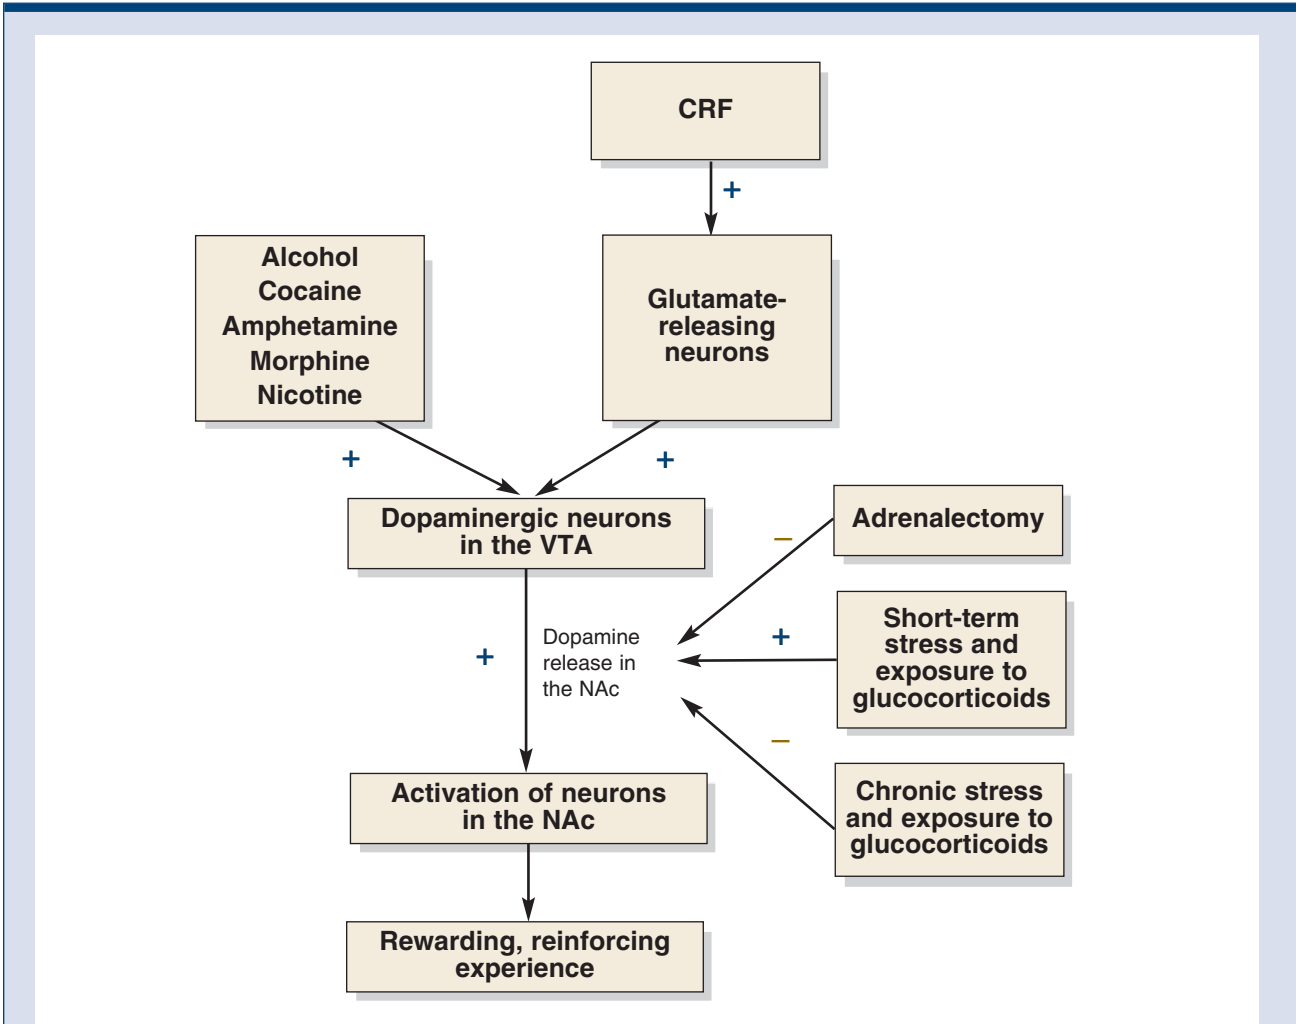 CRF
+
Alcohol
Cocaine
Amphetamine
Morphine
Nicotine
Glutamate-
releasing
neurons
+
+
Dopaminergic neurons
in the VTA
Adrenalectomy
–
Short-term
stress and
exposure to
glucocorticoids
+
+
Dopamine
release in
the NAc
–
Chronic stress
and exposure to
glucocorticoids
Activation of neurons
in the NAc
Rewarding, reinforcing
experience